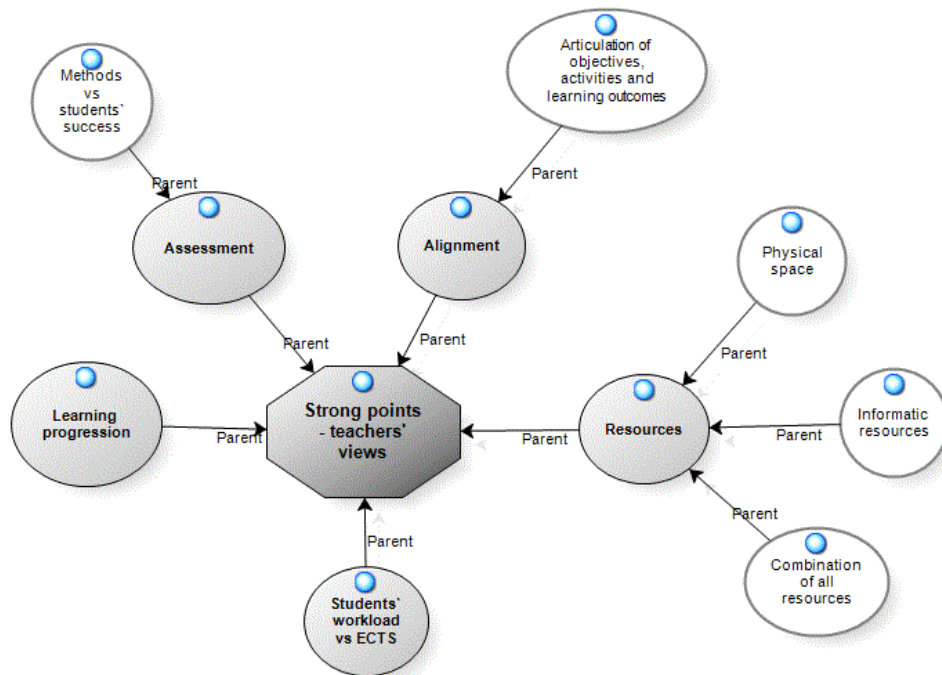 Methods
vs
students`
success
Articulation of
objectives,
activities and
learning outcomes
Parent
Parent
Assessment
Alignment
Physical
space
Parent
Parent
Parent
Learning
progression
Strong points
- teachers'
views
Resources
Informatic
resources
Parent
Parent
Parent
Parent
Parent
Combination
of all
resources
Students`
workload
vs ECTS